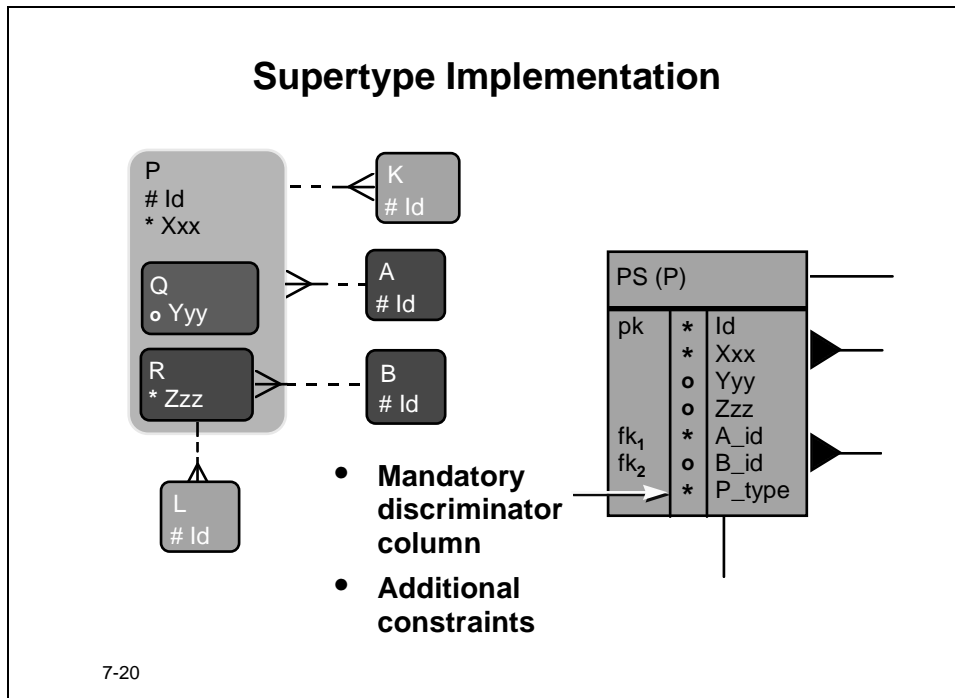 Supertype Implementation
P
# Id
* Xxx
Q
o Yyy
R
* Zzz
K
# Id
A
# Id
B
# Id
L
# Id
PS (P)
pk * Id
* Xxx
o Yyy
o Zzz
fk1 * A_id
fk2 o B_id
* P_type
• Mandatory
discriminator
column
• Additional
constraints
7-20